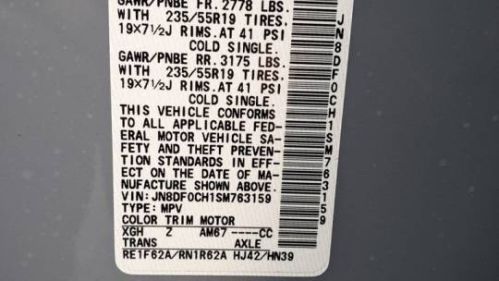 GAWR/PNBE FR. 2778 LBS.
WITH 235/55R19 TIRES.
19X7½J RIMS.AT 41 PSI
COLD SINGLE.
GAWR/PNBE RR. 3175 LBS.
WITH 235/55R19 TIRES.
19X7½J RIMS.AT 41 PSI
COLD SINGLE.
THIS VEHICLE CONFORMS
TO ALL APPLICABLE FED-
ERAL MOTOR VEHICLE SA-
FETY AND THEFT PREVEN-
TION STANDARDS IN EFF-
ECT ON THE DATE OF MA-
NUFACTURE SHOWN ABOVE.
VIN:JN8DF0CH1SM763159
TYPE:MPV
COLOR TRIM MOTOR
XGH Z AM67 ----CC
TRANS AXLE
RE1F62A/RN1R62A HJ42/HN39
JN8DF0CH1SM763159